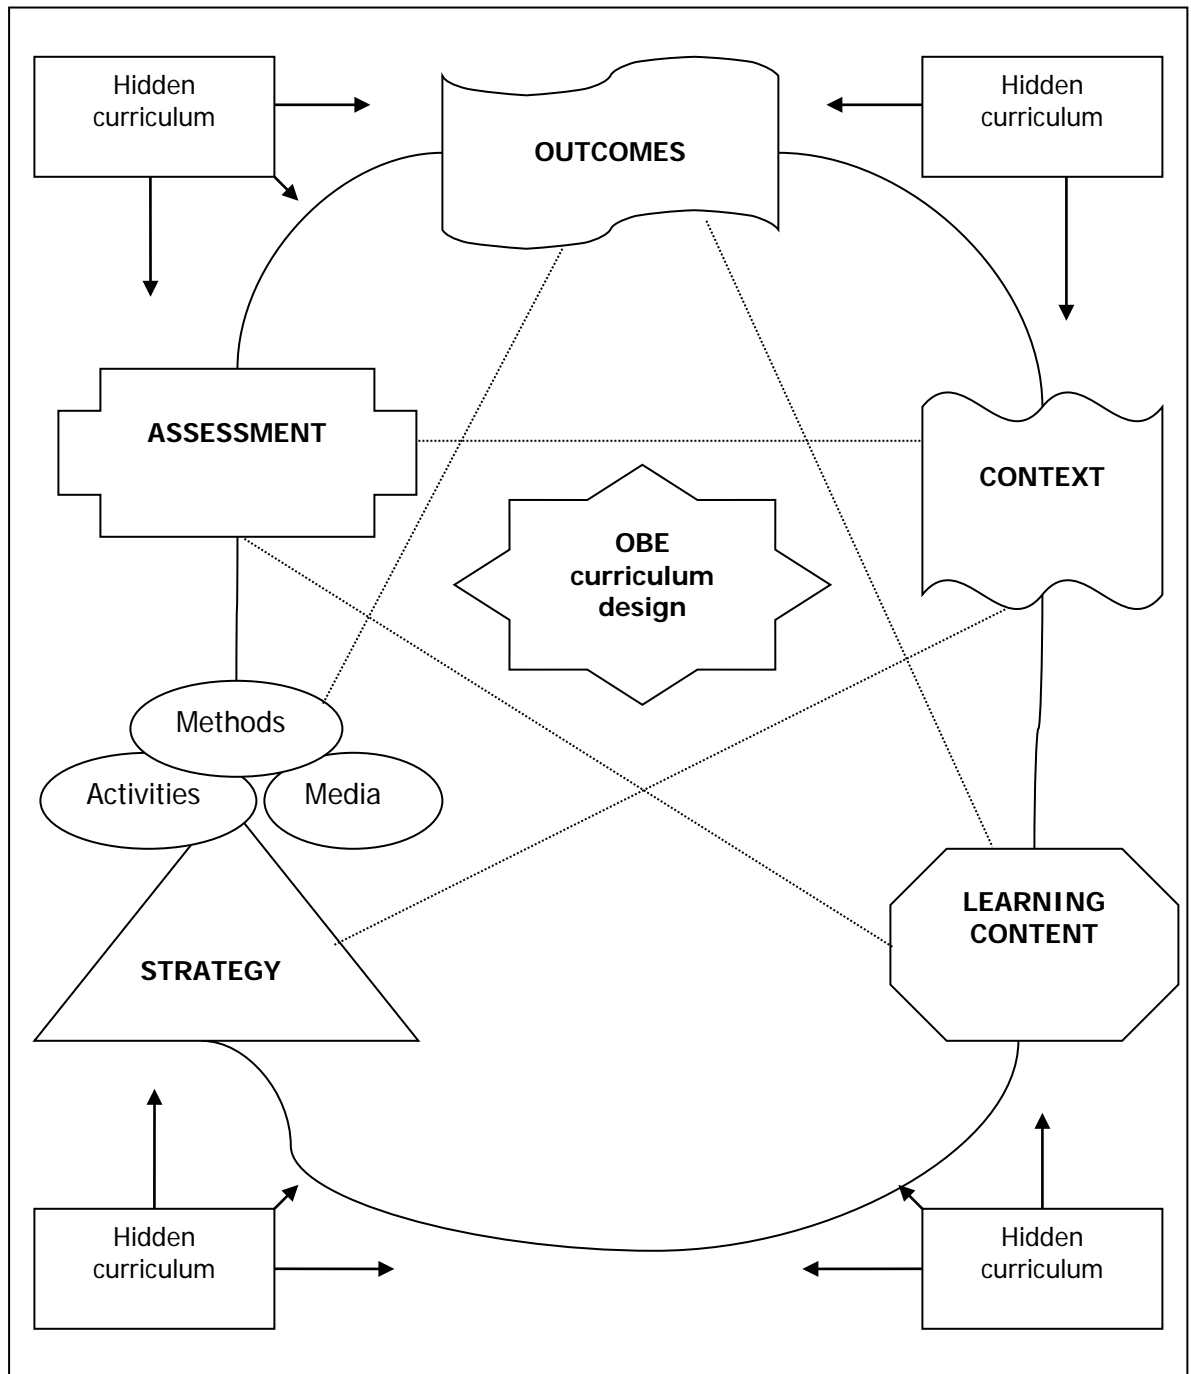 Hidden
curriculum
Hidden
curriculum
OUTCOMES
ASSESSMENT
CONTEXT
OBE
curriculum
design
Methods
Activities
Media
LEARNING
CONTENT
STRATEGY
Hidden
curriculum
Hidden
curriculum